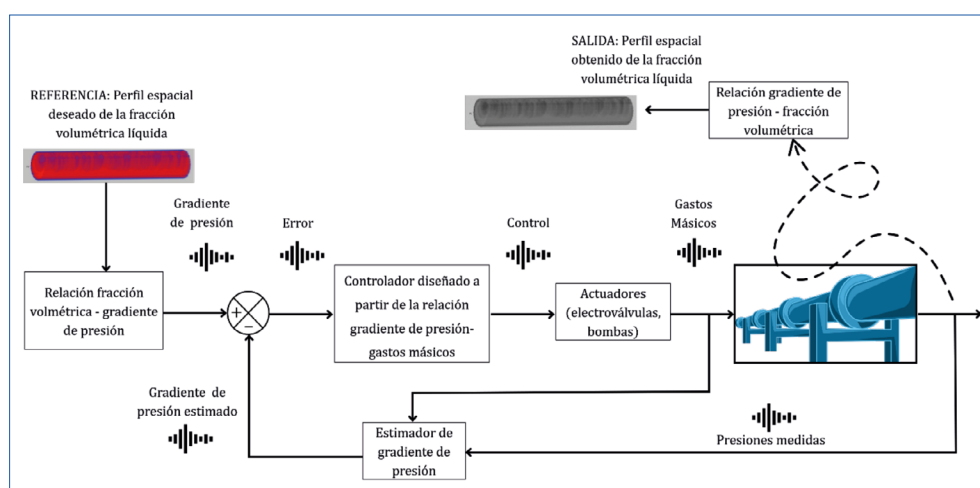 REFERENCIA: Perfil espacial
deseado de la fracción
volumétrica líquida
SALIDA: Perfil espacial
obtenido de la fracción
volumétrica líquida
Relación gradiente de
presión - fracción
volumétrica
Gradiente
de presión
Error
Control
Gastos
Másicos
Relación fracción
volmétrica - gradiente
de presión
+
−
Controlador diseñado a
partir de la relación
gradiente de presión-
gastos másicos
Actuadores
(electroválvulas,
bombas)
Gradiente de
presión estimado
Estimador de
gradiente de
presión
Presiones medidas